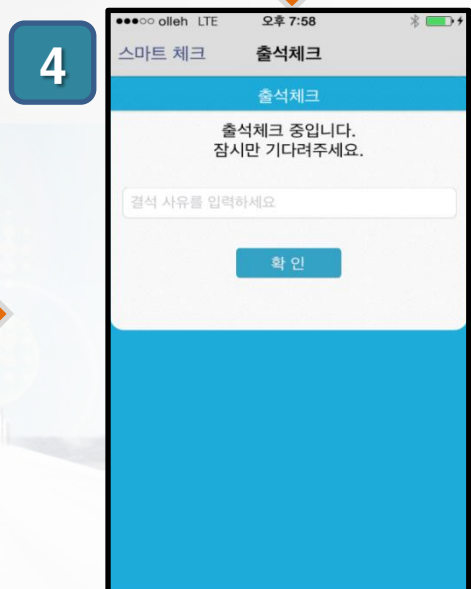 4
●●●○○ olleh LTE 오후 7:58
스마트 체크 출석체크
출석체크
출석체크 중입니다.
잠시만 기다려주세요.
결석 사유를 입력하세요
확 인